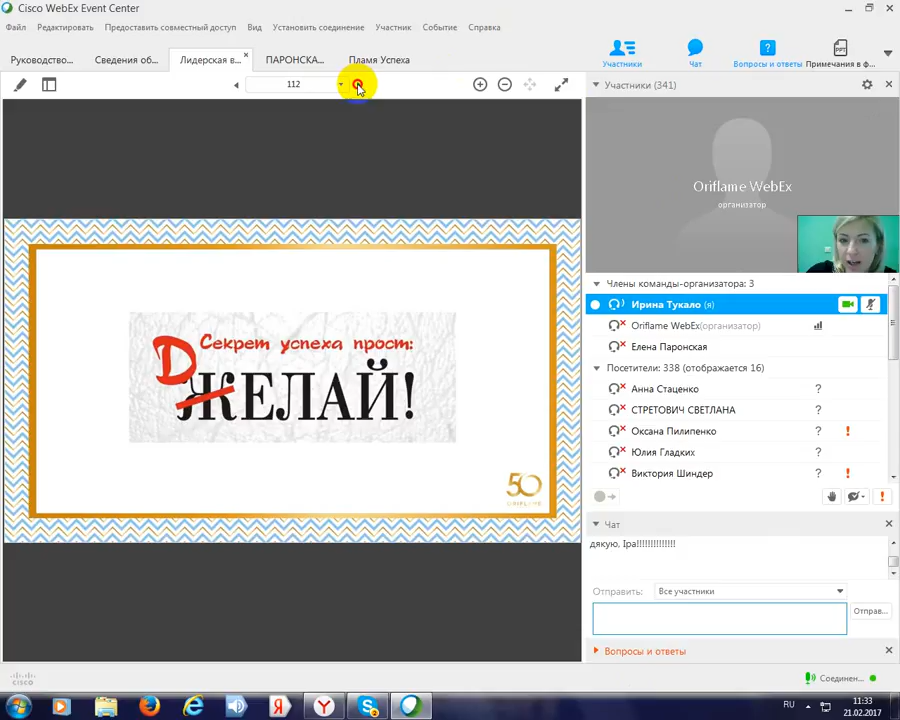 Cisco WebEx Event Center
Файл Редактировать Предоставить совместный доступ Вид Установить соединение Участник Событие Справка
Руководство... Сведения об... Лидерская в... ПАРОНСКА... Пламя Успеха
Участники Чат Вопросы и ответы Примечания в ф...
112
Участники (341)
Oriflame WebEx
организатор
Секрет успеха прост:
D
ЖЕЛАЙ!
50
ORIFLAME
Члены команды-организатора: 3
Ирина Тукало (я)
Oriflame WebEx(организатор)
Елена Паронская
Посетители: 338 (отображается 16)
Анна Стаценко ?
СТРЕТОВИЧ СВЕТЛАНА ?
Оксана Пилипенко ? !
Юлия Гладких ?
Виктория Шиндер ? !
Чат
дякую, Іра!!!!!!!!!!!!!!
Отправить: Все участники
Отправ...
Вопросы и ответы
cisco
Соединен...
RU
11:33
21.02.2017